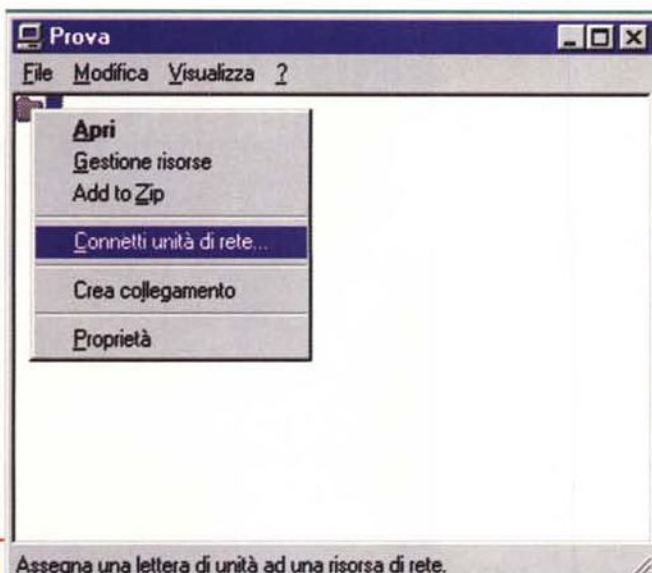 Prova
File Modifica Visualizza ?
Apri
Gestione risorse
Add to Zip
Connetti unità di rete...
Crea collegamento
Proprietà
Assegna una lettera di unità ad una risorsa di rete.